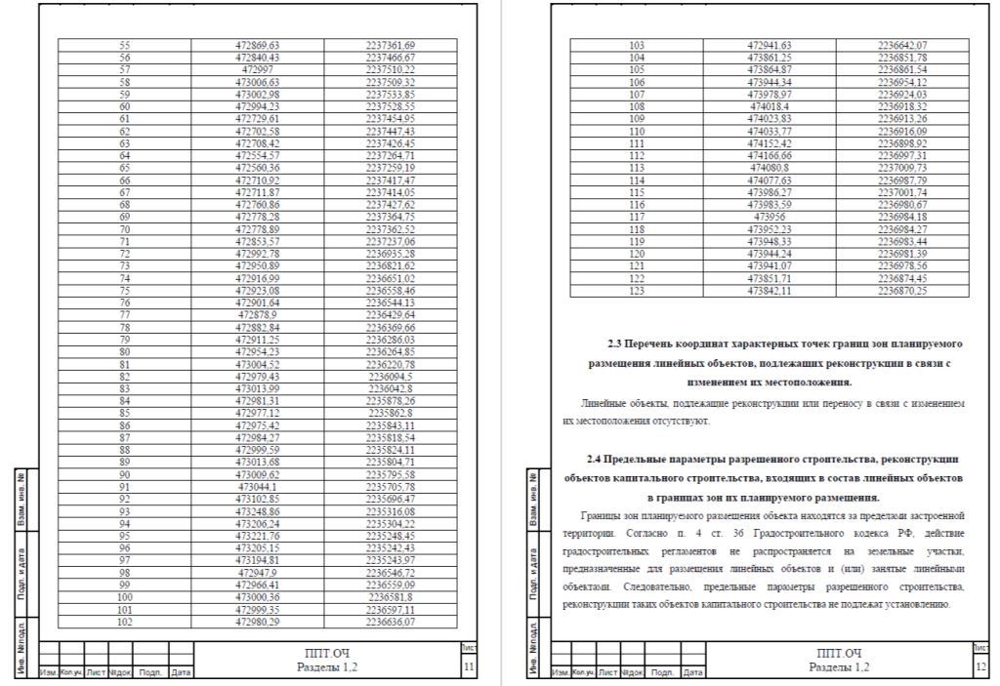 55 472869,63 2237361,69
56 472840,43 2237466,67
57 472997 2237510,22
58 473006,63 2237509,32
59 473002,98 2237533,85
60 472994,23 2237528,55
61 472729,61 2237454,95
62 472702,58 2237447,43
63 472708,42 2237426,45
64 472554,57 2237264,71
65 472560,36 2237259,19
66 472710,92 2237417,47
67 472711,87 2237414,05
68 472760,86 2237427,62
69 472778,28 2237364,75
70 472778,89 2237362,52
71 472853,57 2237237,06
72 472992,78 2236935,28
73 472950,89 2236821,62
74 472916,99 2236651,02
75 472923,08 2236558,46
76 472901,64 2236544,13
77 472878,9 2236429,64
78 472882,84 2236369,66
79 472911,25 2236286,03
80 472954,23 2236264,85
81 473004,52 2236220,78
82 472979,43 2236094,5
83 473013,99 2236042,8
84 472981,31 2235878,26
85 472977,12 2235862,8
86 472975,42 2235843,11
87 472984,27 2235818,54
88 472999,59 2235824,11
89 473013,68 2235804,71
90 473009,62 2235795,58
91 473044,1 2235705,78
92 473102,85 2235696,47
93 473248,86 2235316,08
94 473206,24 2235304,22
95 473221,76 2235248,45
96 473205,15 2235242,43
97 473194,81 2235243,97
98 472947,9 2236546,72
99 472966,41 2236559,09
100 473000,36 2236581,8
101 472999,35 2236597,11
102 472980,29 2236636,07
Взам. инв. №
Подп. и дата
Инв. №подл.
Изм. Кол.уч. Лист №док. Подп. Дата
ППТ.ОЧ
Разделы 1,2
Лист
11
103 472941,63 2236642,07
104 473861,25 2236851,78
105 473864,87 2236861,54
106 473944,34 2236954,12
107 473978,97 2236924,03
108 474018,4 2236918,32
109 474023,83 2236913,26
110 474033,77 2236916,09
111 474152,42 2236898,92
112 474166,66 2236997,31
113 474080,8 2237009,73
114 474077,63 2236987,79
115 473986,27 2237001,74
116 473983,59 2236980,67
117 473956 2236984,18
118 473952,23 2236984,27
119 473948,33 2236983,44
120 473944,24 2236981,39
121 473941,07 2236978,56
122 473851,71 2236874,45
123 473842,11 2236870,25
2.3 Перечень координат характерных точек границ зон планируемого
размещения линейных объектов, подлежащих реконструкции в связи с
изменением их местоположения.
Линейные объекты, подлежащие реконструкции или переносу в связи с изменением
их местоположения отсутствуют.
2.4 Предельные параметры разрешенного строительства, реконструкции
объектов капитального строительства, входящих в состав линейных объектов
в границах зон их планируемого размещения.
Границы зон планируемого размещения объекта находятся за пределами застроенной
территории. Согласно п. 4 ст. 36 Градостроительного кодекса РФ, действие
градостроительных регламентов не распространяется на земельные участки,
предназначенные для размещения линейных объектов и (или) занятые линейными
объектами. Следовательно, предельные параметры разрешенного строительства,
реконструкции таких объектов капитального строительства не подлежат установлению.
Взам. инв. №
Подп. и дата
Инв. №подл.
Изм. Кол.уч. Лист №док. Подп. Дата
ППТ.ОЧ
Разделы 1,2
Лист
12